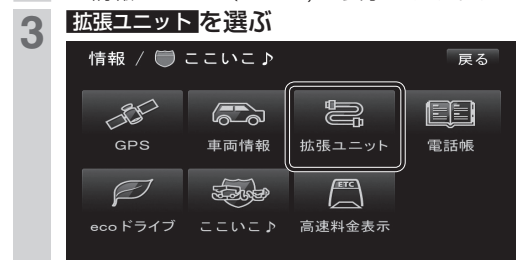 3
拡張ユニットを選ぶ
情報 / ここいこ♪
戻る
GPS 車両情報 拡張ユニット 電話帳
ETC
ecoドライブ ここいこ♪ 高速料金表示